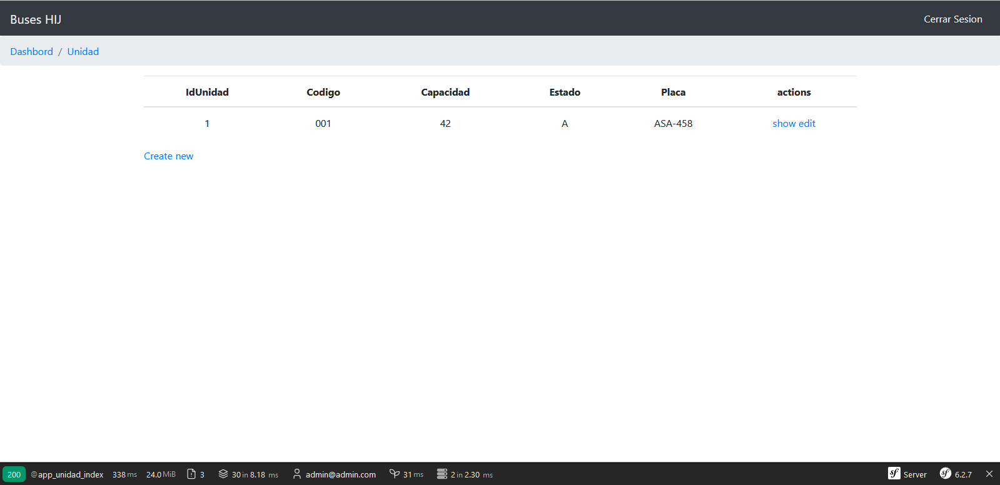 Buses HIJ Cerrar Sesion
Dashbord / Unidad
IdUnidad Codigo Capacidad Estado Placa actions
1 001 42 A ASA-458 show edit
Create new
200 @app_unidad_index 338 ms 24.0 MiB 3 30 in 8.18 ms admin@admin.com 31 ms 2 in 2.30 ms sf Server sf 6.2.7